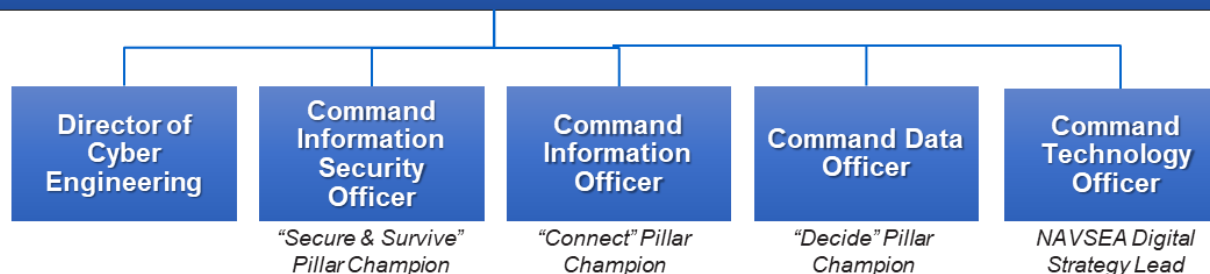 Director of
Cyber
Engineering
Command
Information
Security
Officer
"Secure & Survive"
Pillar Champion
Command
Information
Officer
"Connect" Pillar
Champion
Command Data
Officer
"Decide" Pillar
Champion
Command
Technology
Officer
NAVSEA Digital
Strategy Lead